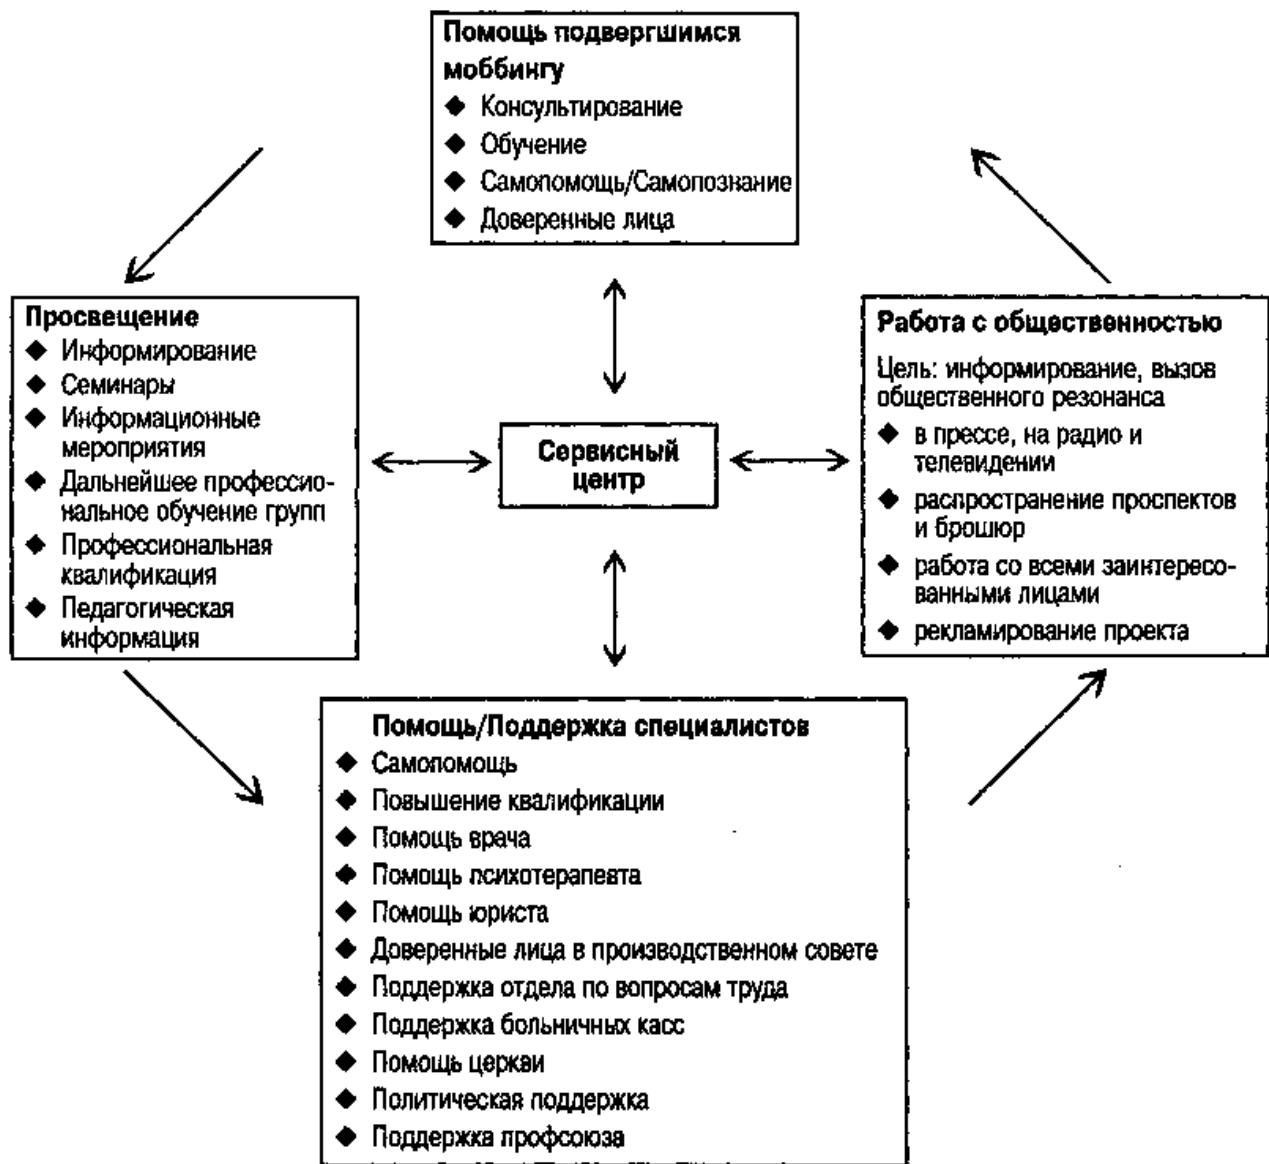 Помощь подвергшимся
моббингу
◆ Консультирование
◆ Обучение
◆ Самопомощь/Самопознание
◆ Доверенные лица
Просвещение
◆ Информирование
◆ Семинары
◆ Информационные
мероприятия
◆ Дальнейшее профессио-
нальное обучение групп
◆ Профессиональная
квалификация
◆ Педагогическая
информация
Сервисный
центр
Работа с общественностью
Цель: информирование, вызов
общественного резонанса
◆ в прессе, на радио и
телевидении
◆ распространение проспектов
и брошюр
◆ работа со всеми заинтересо-
ванными лицами
◆ рекламирование проекта
Помощь/Поддержка специалистов
◆ Самопомощь
◆ Повышение квалификации
◆ Помощь врача
◆ Помощь психотерапевта
◆ Помощь юриста
◆ Доверенные лица в производственном совете
◆ Поддержка отдела по вопросам труда
◆ Поддержка больничных касс
◆ Помощь церкви
◆ Политическая поддержка
◆ Поддержка профсоюза